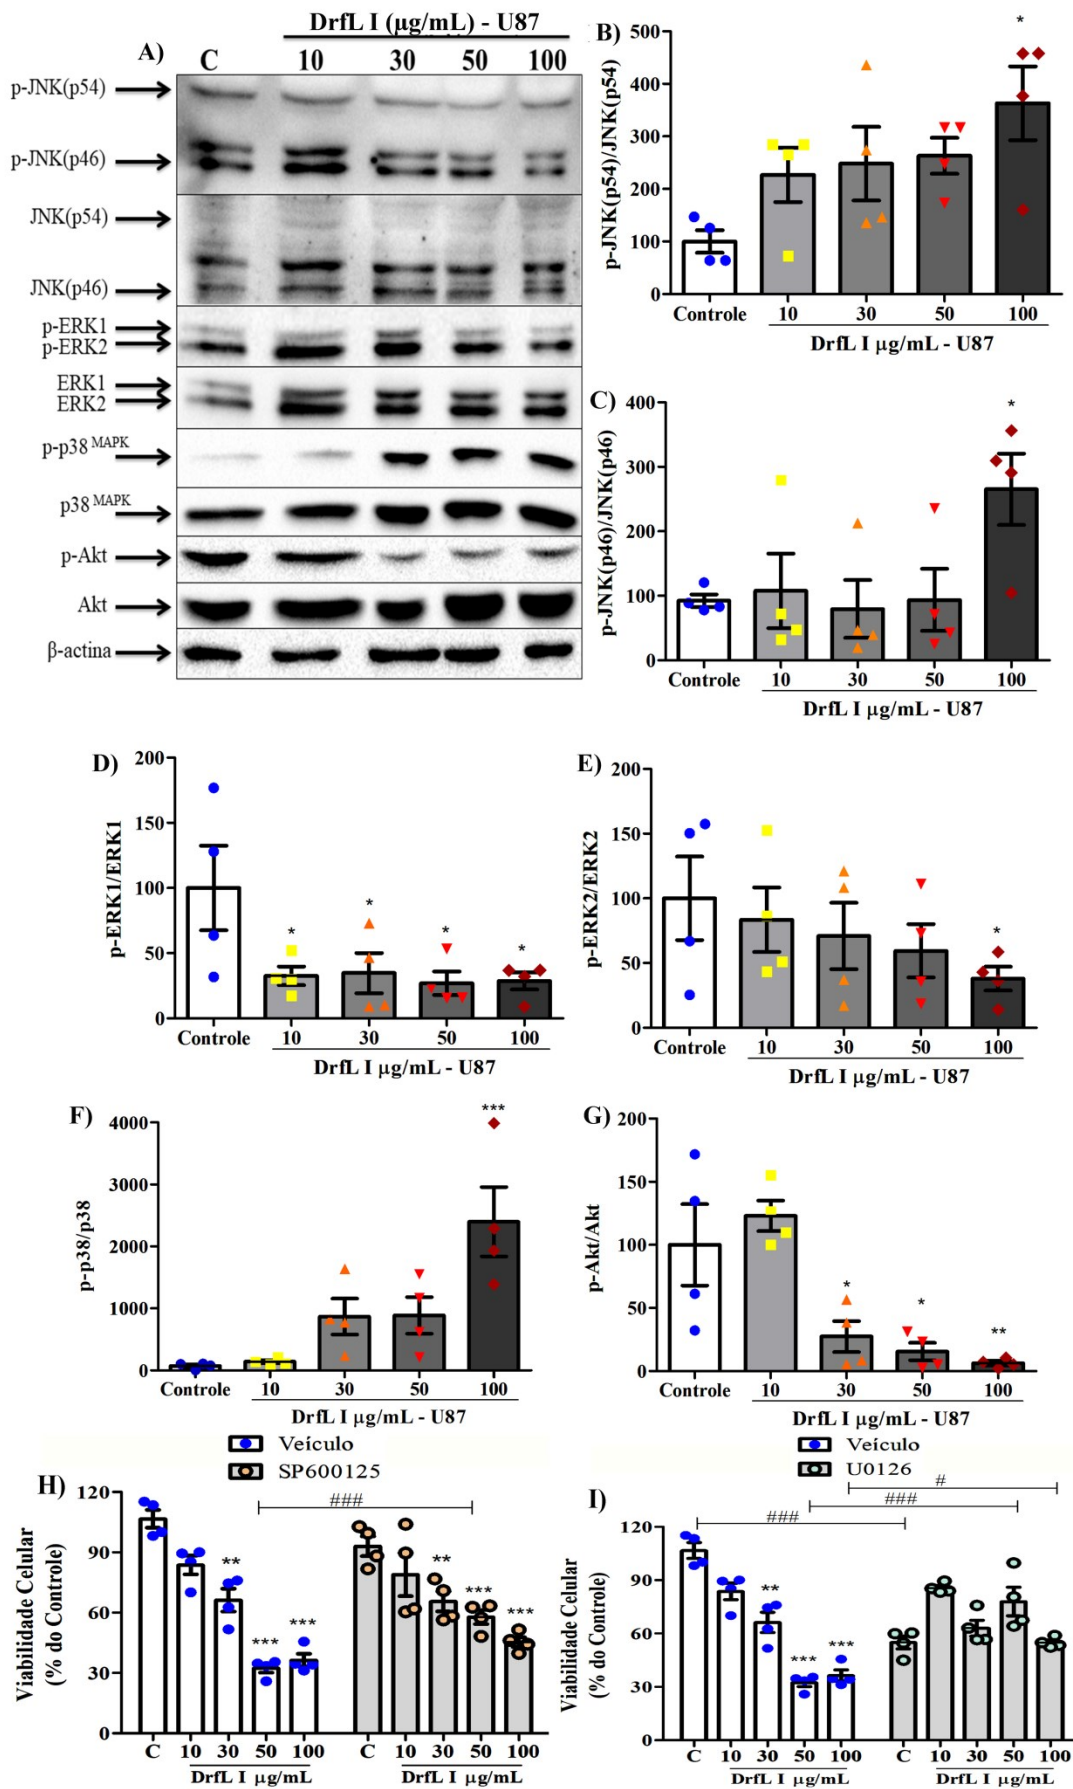 DrfL I (µg/mL) - U87
A)
C 10 30 50 100
p-JNK(p54)
p-JNK(p46)
JNK(p54)
JNK(p46)
p-ERK1
p-ERK2
ERK1
ERK2
p-p38 MAPK
p38 MAPK
p-Akt
Akt
β-actina
B)
p-JNK(p54)/JNK(p54)
500
400
300
200
100
0
*
Controle 10 30 50 100
DrfL I µg/mL - U87
C)
p-JNK(p46)/JNK(p46)
400
300
200
100
0
*
Controle 10 30 50 100
DrfL I µg/mL - U87
D)
p-ERK1/ERK1
200
150
100
50
0
* * * *
Controle 10 30 50 100
DrfL I µg/mL - U87
E)
p-ERK2/ERK2
200
150
100
50
0
*
Controle 10 30 50 100
DrfL I µg/mL - U87
F)
p-p38/p38
4000
3000
2000
1000
0
***
Controle 10 30 50 100
DrfL I µg/mL - U87
G)
p-Akt/Akt
200
150
100
50
0
* * **
Controle 10 30 50 100
DrfL I µg/mL - U87
H)
Veículo
SP600125
Viabilidade Celular
(% do Controle)
120
90
60
30
0
###
** *** *** ** *** ***
C 10 30 50 100 C 10 30 50 100
DrfL I µg/mL DrfL I µg/mL
I)
Veículo
U0126
Viabilidade Celular
(% do Controle)
120
90
60
30
0
#
###
###
** *** ***
C 10 30 50 100 C 10 30 50 100
DrfL I µg/mL DrfL I µg/mL